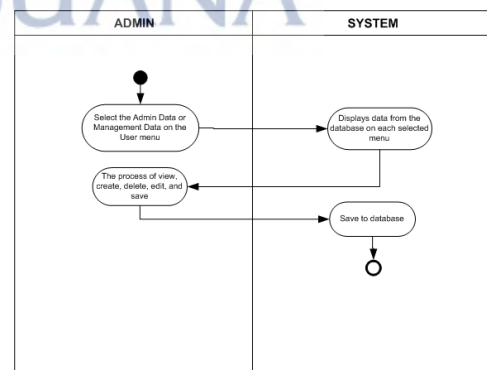 ADMIN
SYSTEM
Select the Admin Data or
Management Data on the
User menu
Displays data from the
database on each selected
menu
The process of view,
create, delete, edit, and
save
Save to database